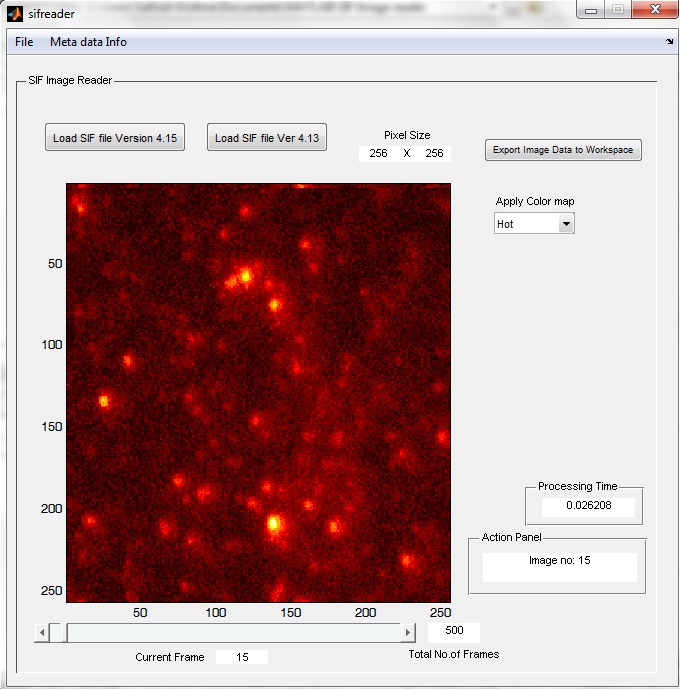 sifreader
File Meta data Info
SIF Image Reader
Load SIF file Version 4.15
Load SIF file Ver 4.13
Pixel Size
256 X 256
Export Image Data to Workspace
Apply Color map
Hot
50
100
150
200
250
50 100 150 200 250
Processing Time
0.026208
Action Panel
Image no: 15
500
Current Frame 15
Total No.of Frames